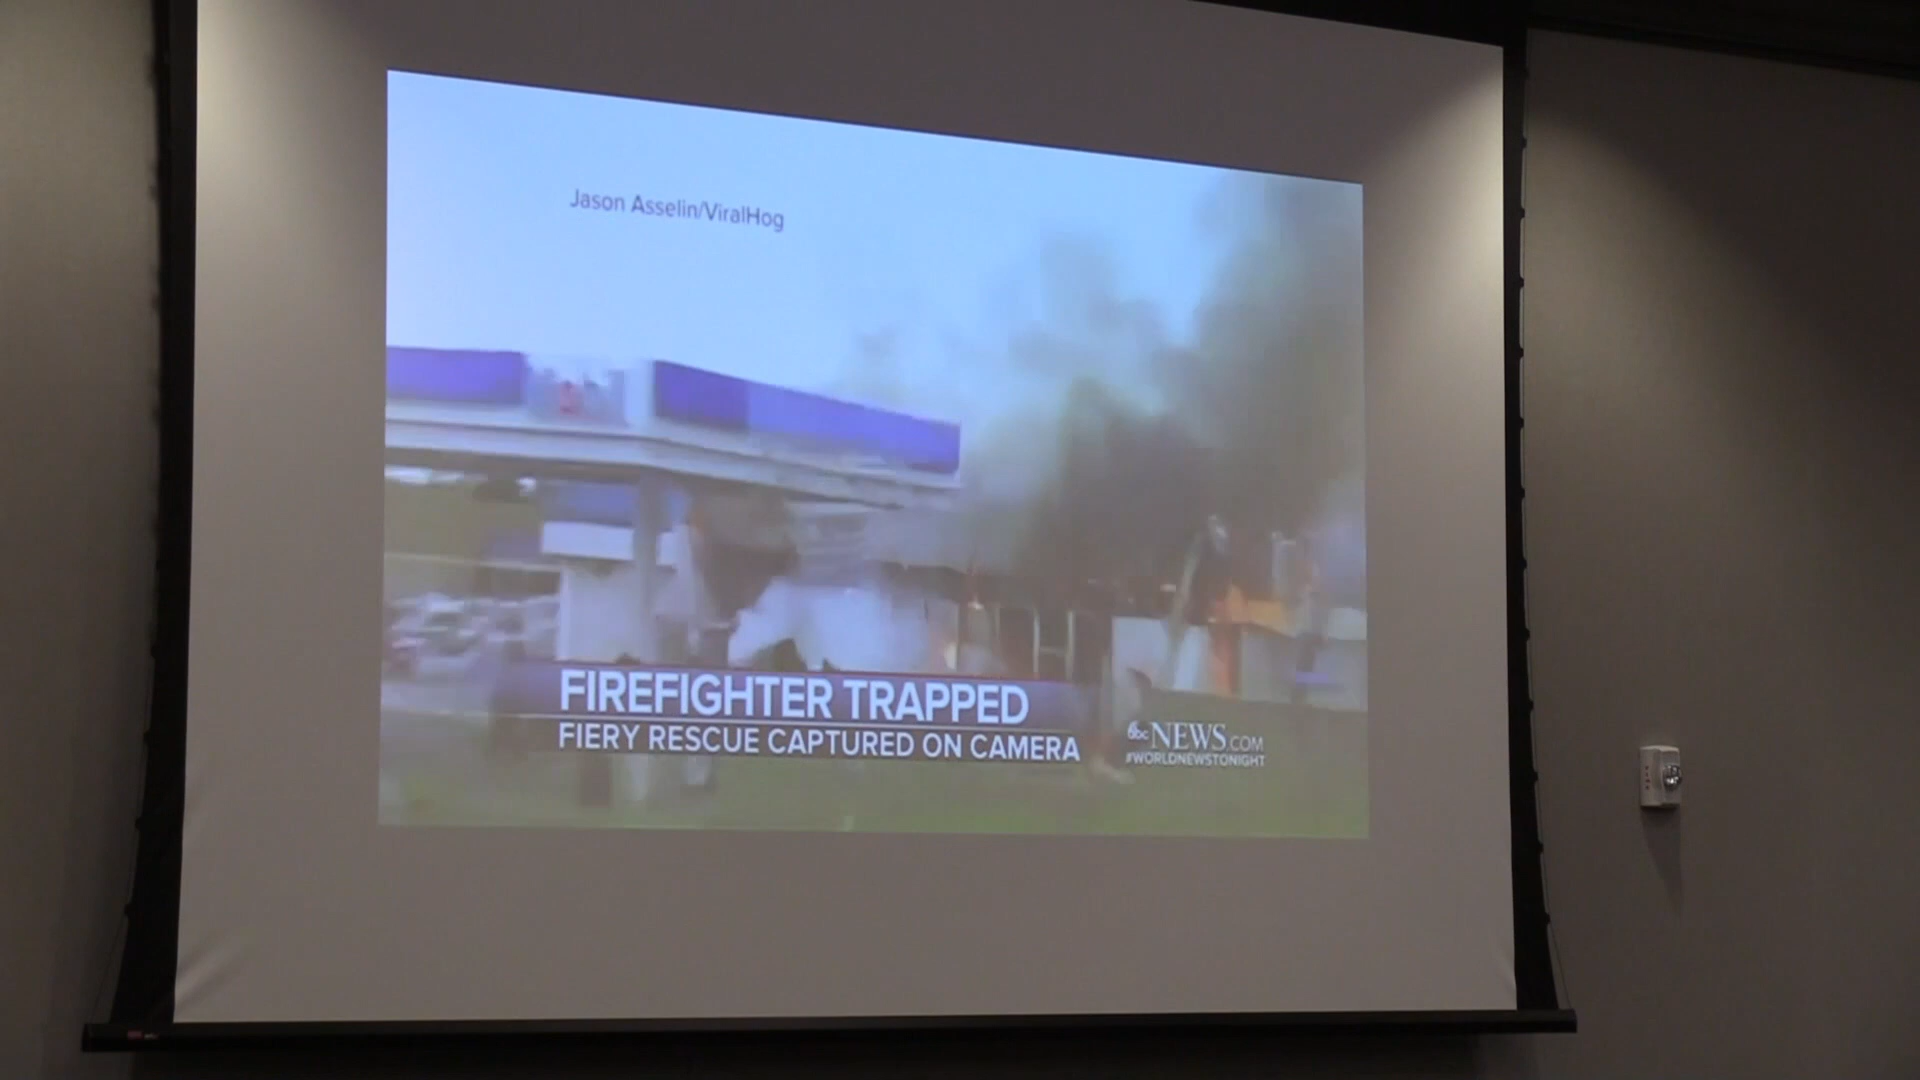 Jason Asselin/ViralHog
FIREFIGHTER TRAPPED
FIERY RESCUE CAPTURED ON CAMERA
abc NEWS.COM
#WORLDNEWSTONIGHT